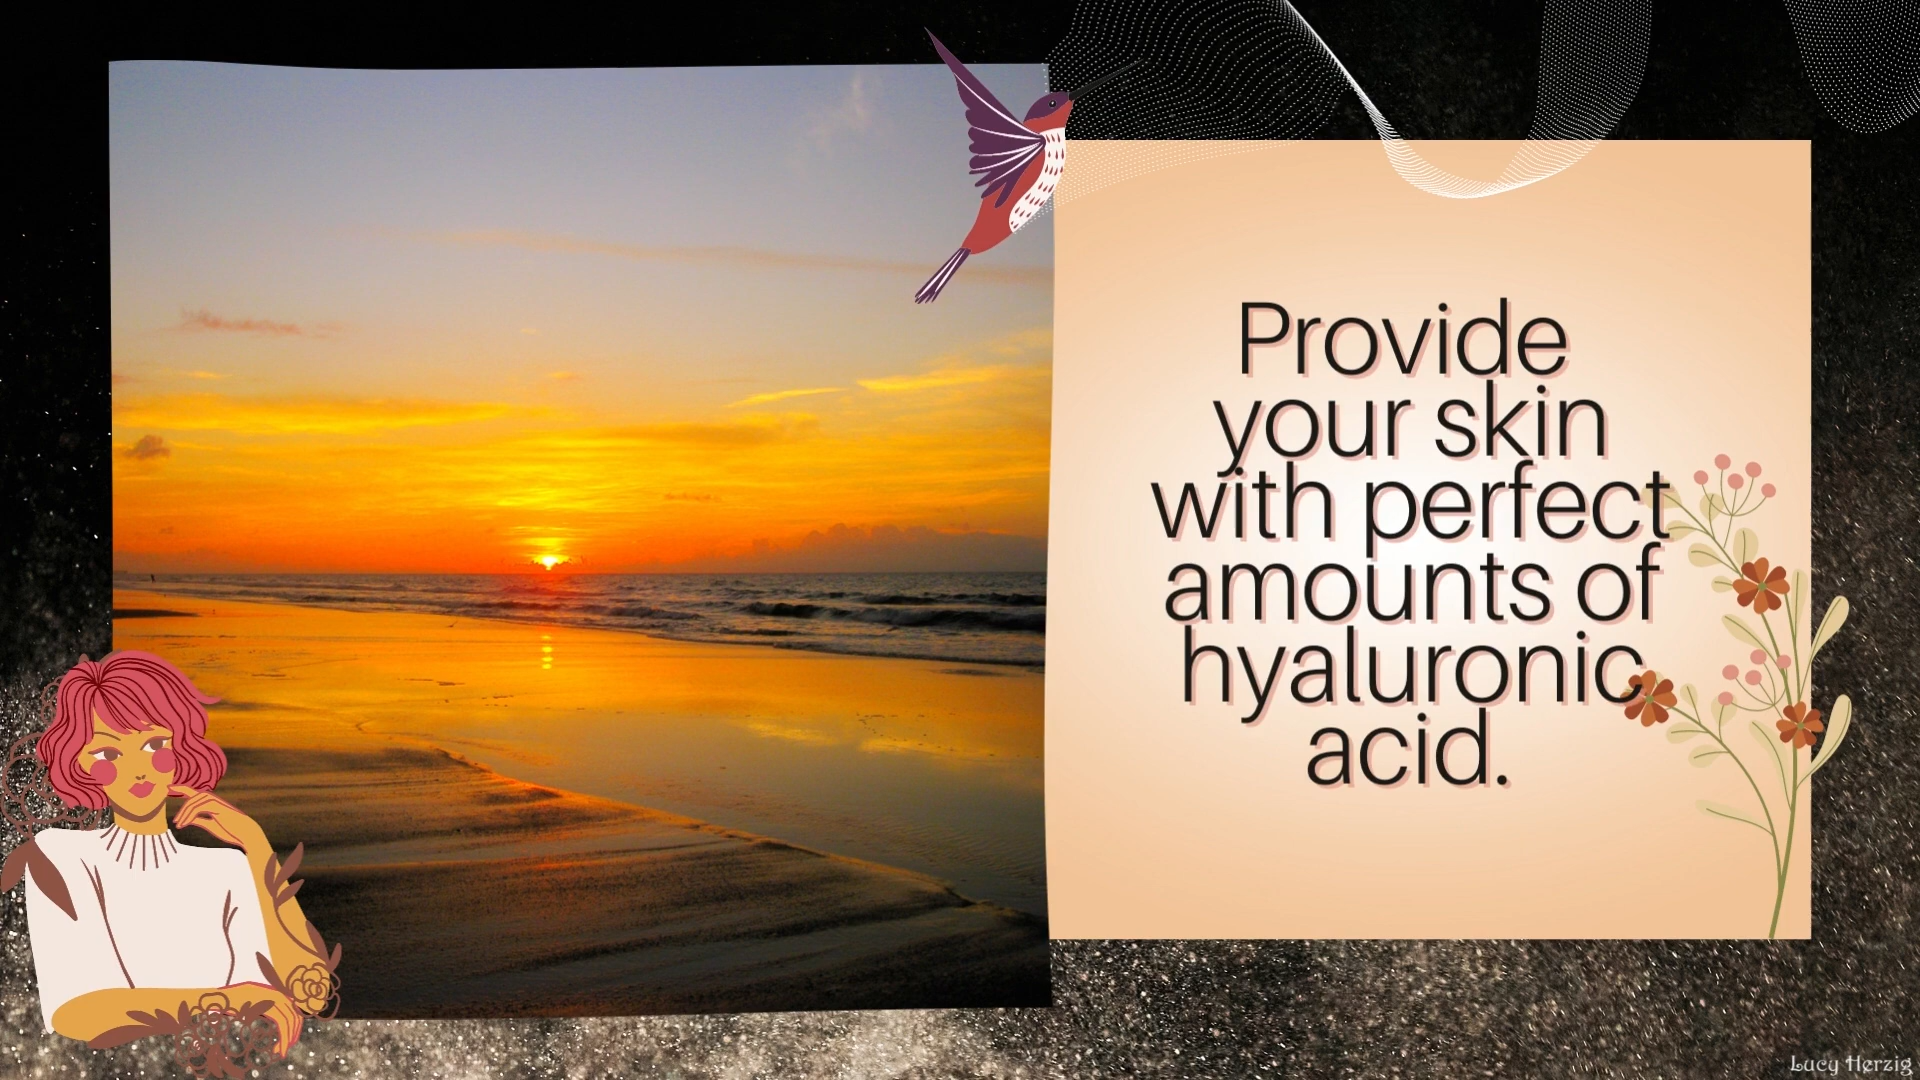 Provide
your skin
with perfect
amounts of
hyaluronic
acid.
Lucy Herzig